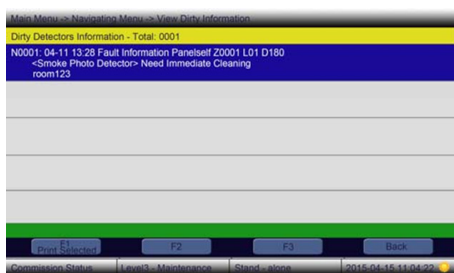 Main Menu -> Navigating Menu -> View Dirty Information
Dirty Detectors Information - Total: 0001
N0001: 04-11 13:28 Fault Information Panelself Z0001 L01 D180
<Smoke Photo Detector> Need Immediate Cleaning
room123
F1
Print Selected
F2
F3
Back
Commission Status
Level3 - Maintenance
Stand - alone
2015-04-15 11:04:22